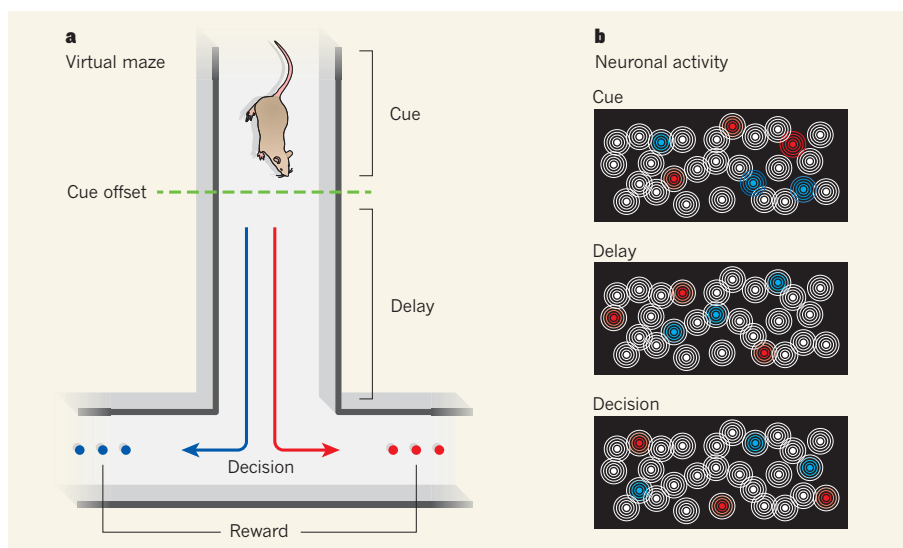 a
Virtual maze
Cue
Cue offset
Delay
Decision
Reward
b
Neuronal activity
Cue
Delay
Decision